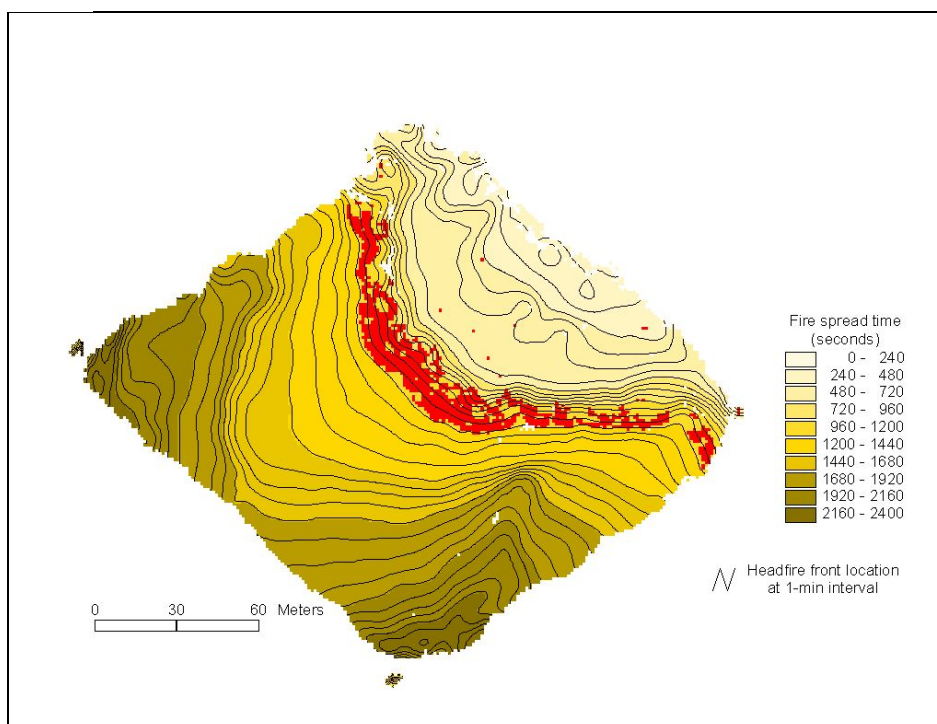 Fire spread time
(seconds)
0 - 240
240 - 480
480 - 720
720 - 960
960 - 1200
1200 - 1440
1440 - 1680
1680 - 1920
1920 - 2160
2160 - 2400
Headfire front location
at 1-min interval
0 30 60 Meters